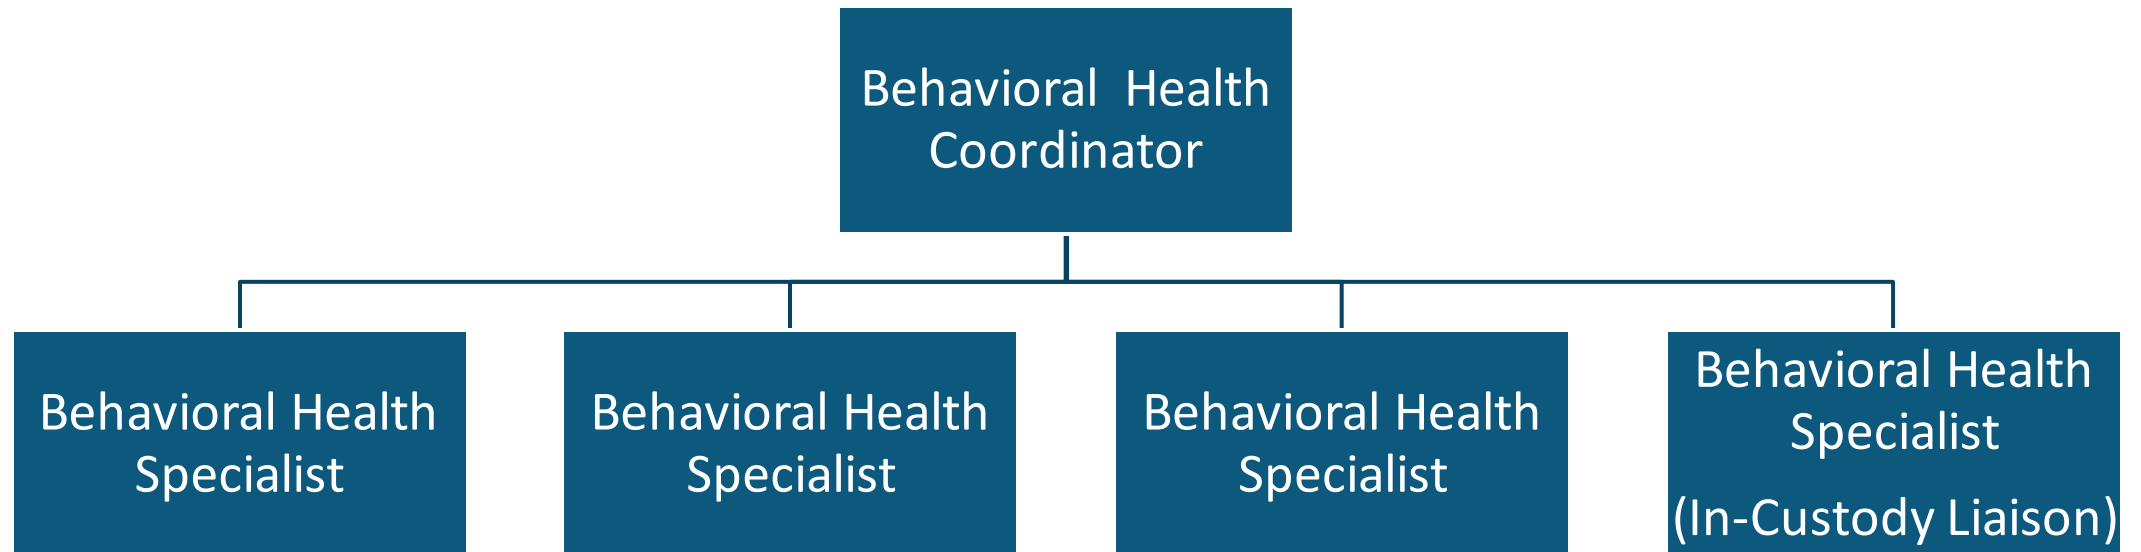 Behavioral  Health
Coordinator
Behavioral Health
Specialist
Behavioral Health
Specialist
Behavioral Health
Specialist
Behavioral Health
Specialist
(In-Custody Liaison)